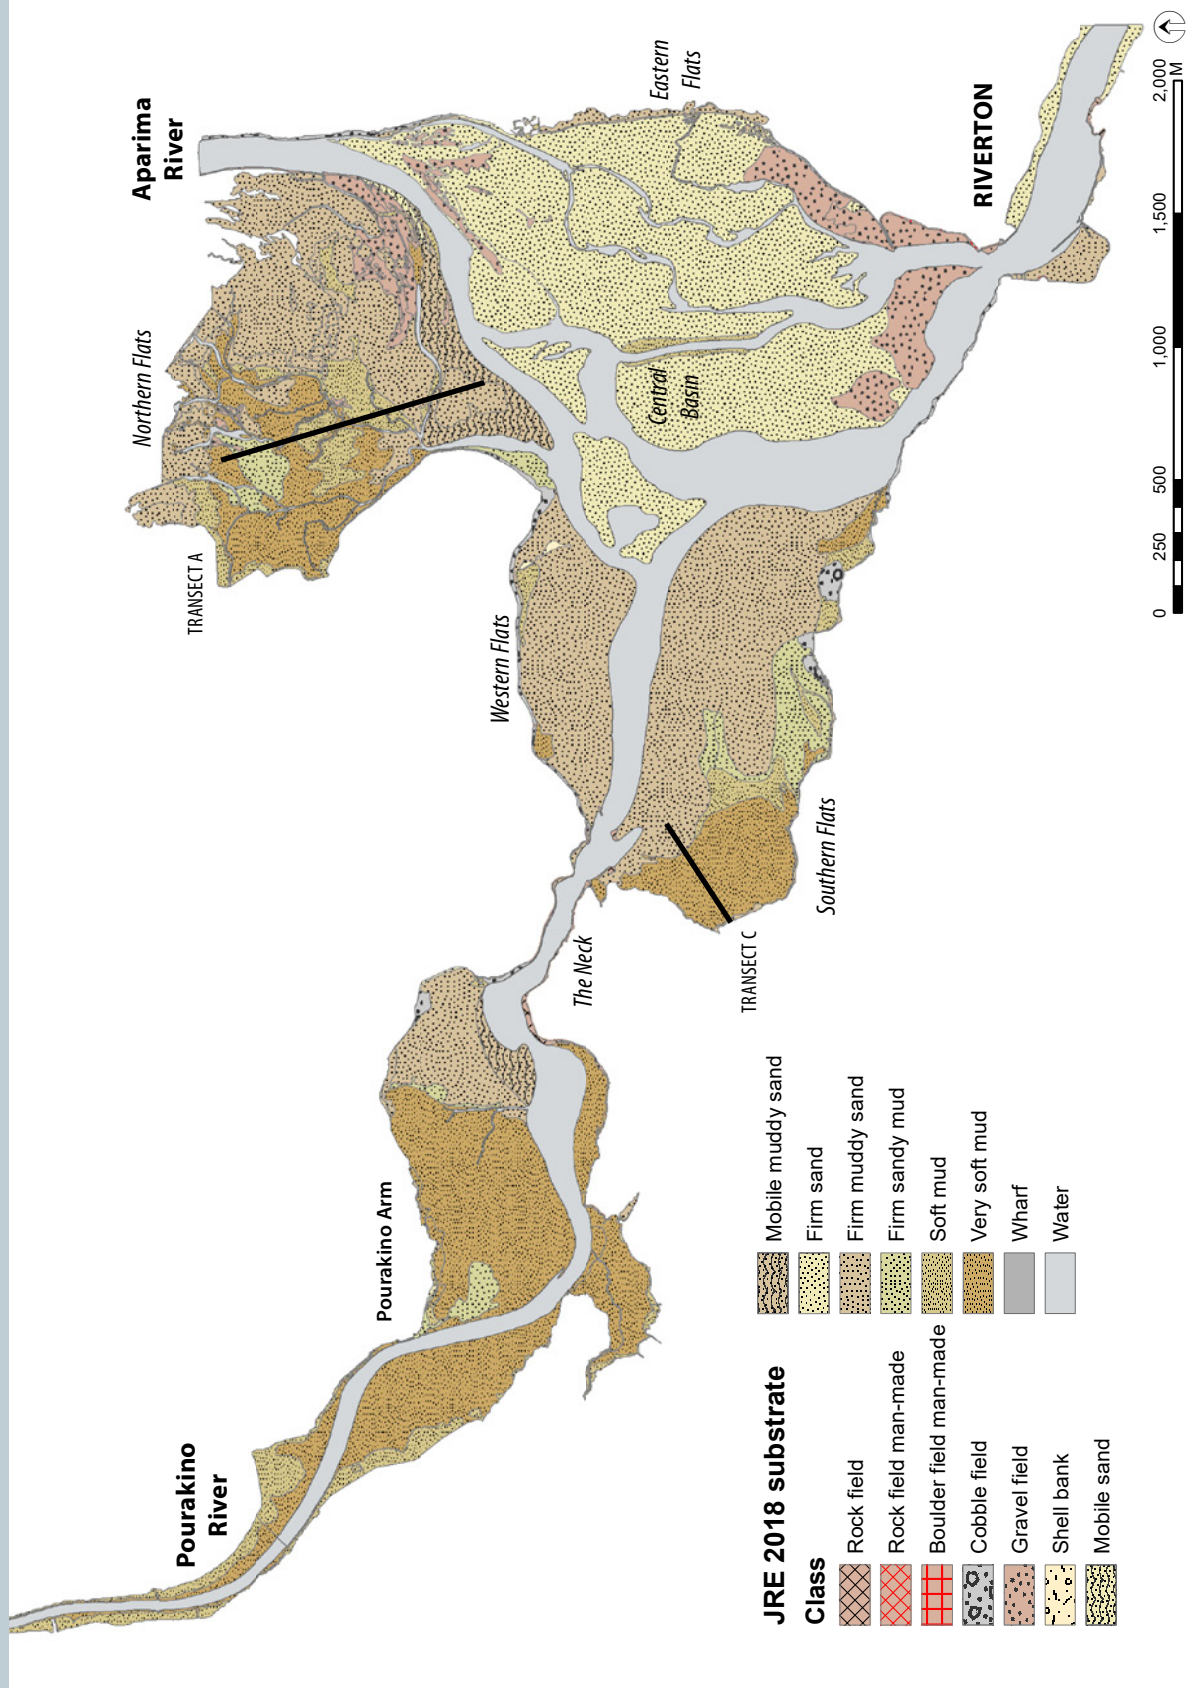 Pourakino
River
Pourakino Arm
The Neck
Western Flats
TRANSECT A
Northern Flats
Aparima
River
Eastern
Flats
Central
Basin
RIVERTON
Southern Flats
TRANSECT C
JRE 2018 substrate
Class
Rock field
Rock field man-made
Boulder field man-made
Cobble field
Gravel field
Shell bank
Mobile sand
Mobile muddy sand
Firm sand
Firm muddy sand
Firm sandy mud
Soft mud
Very soft mud
Wharf
Water
0 250 500 1,000 1,500 2,000
M